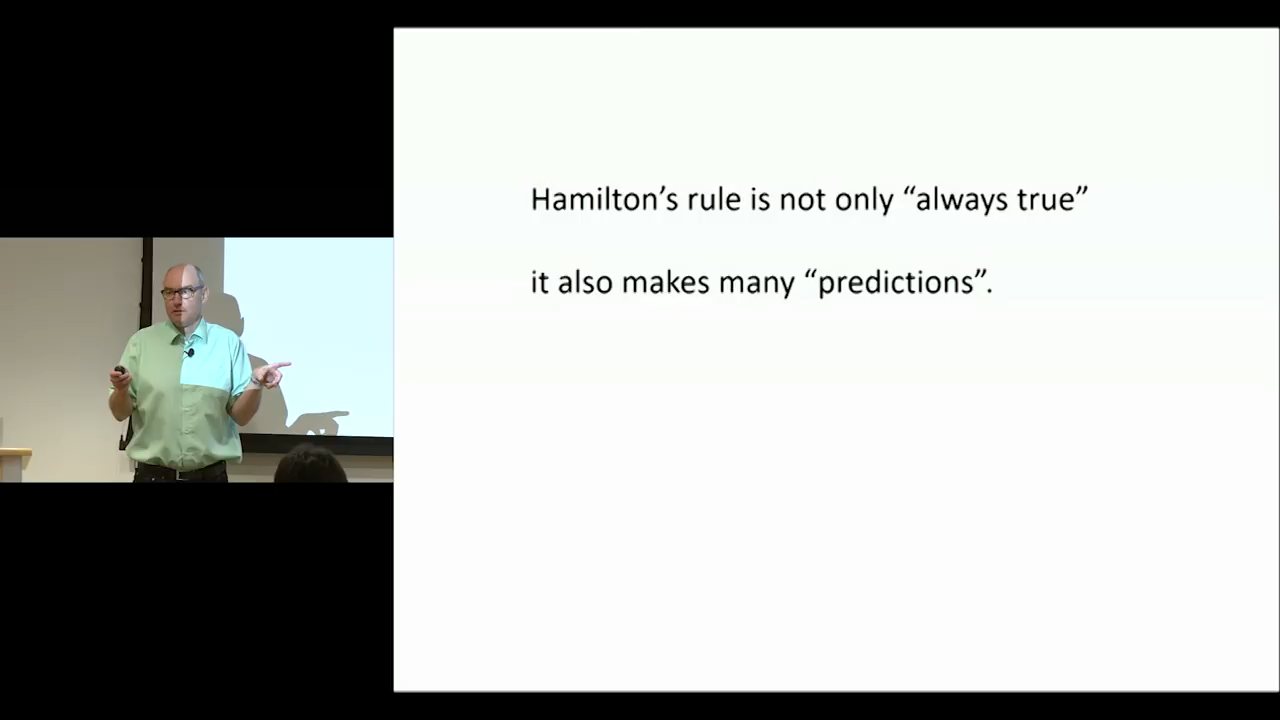 Hamilton’s rule is not only “always true”
it also makes many “predictions”.